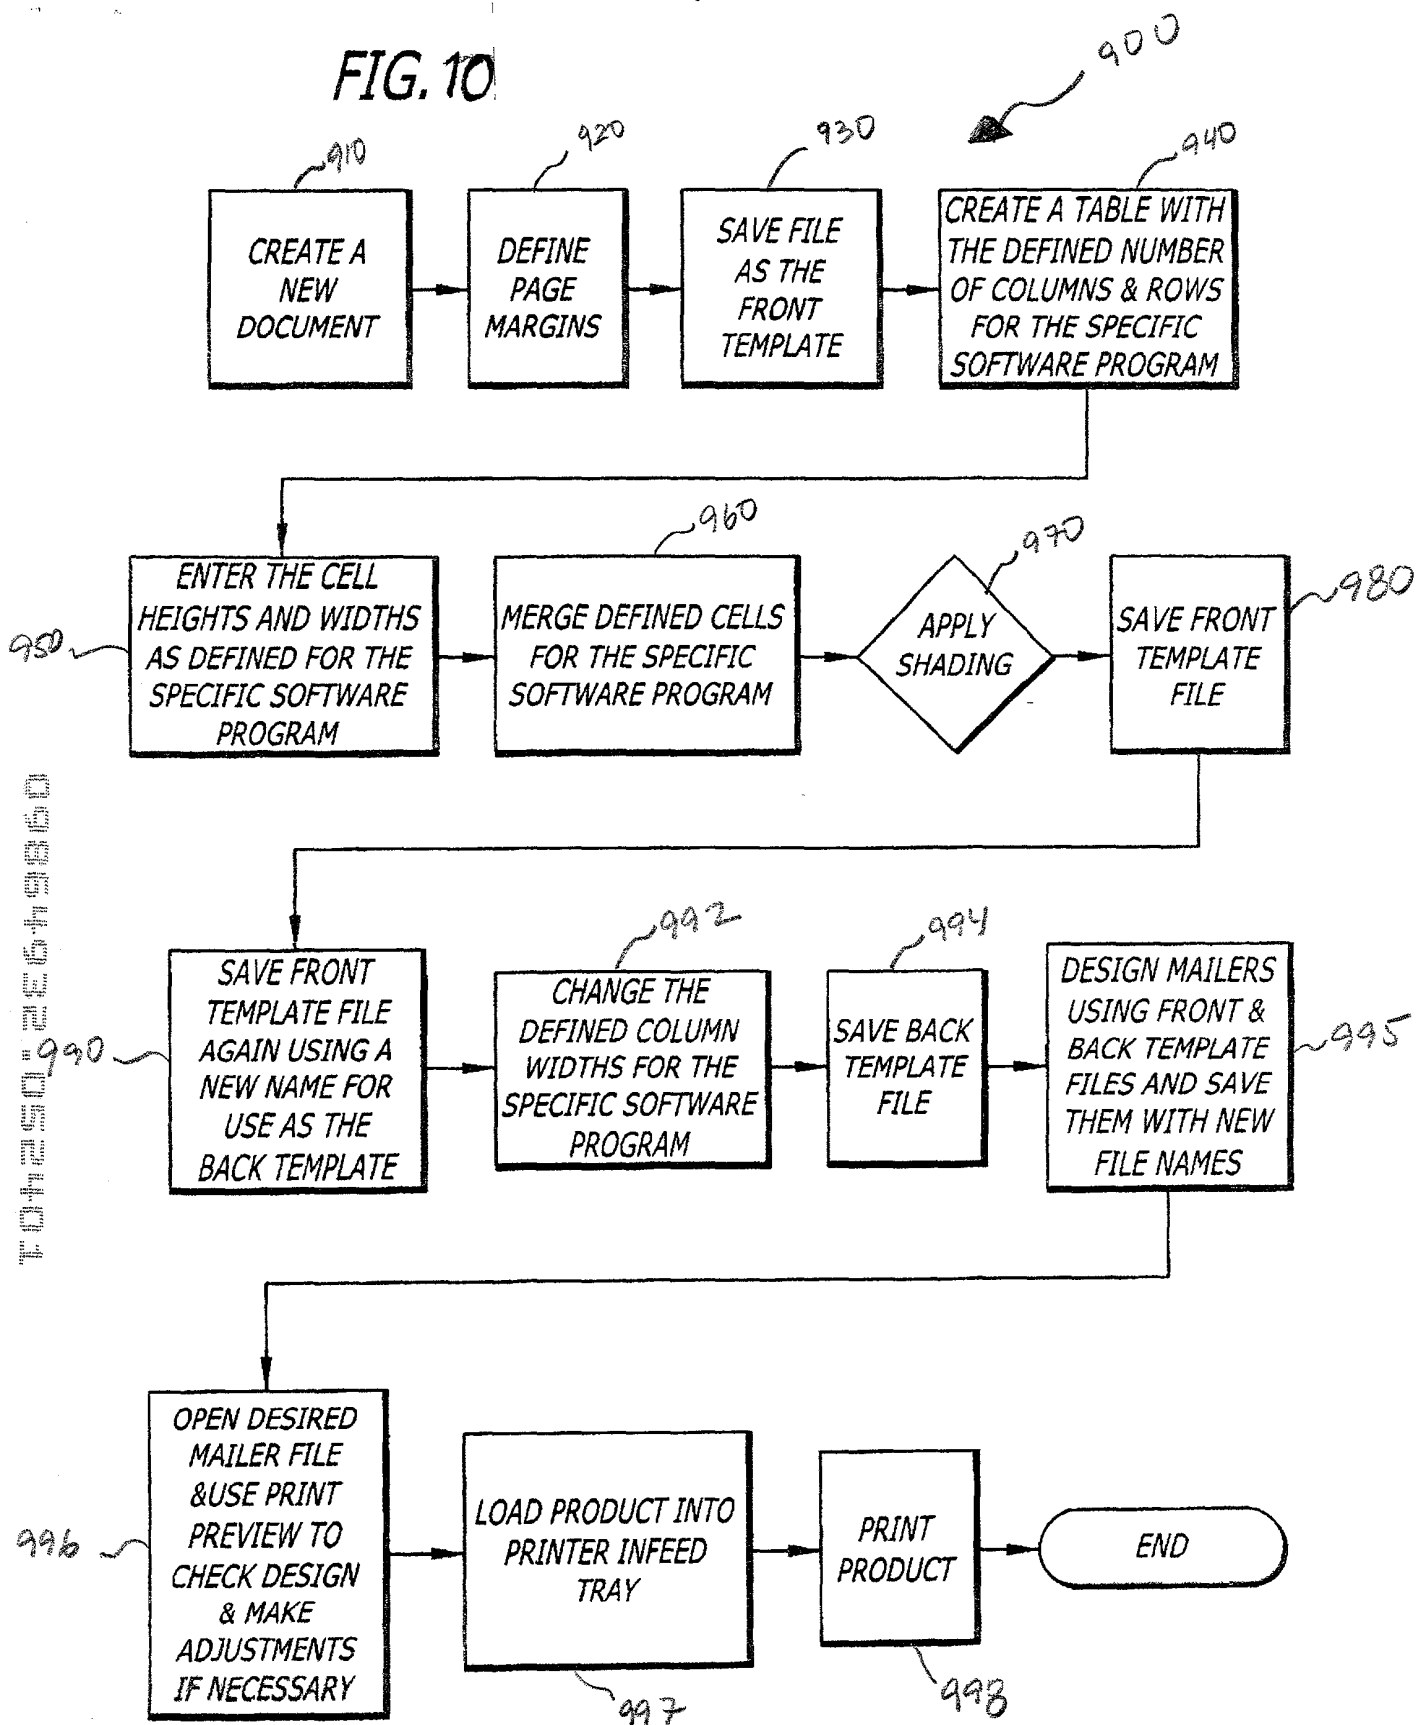 FIG. 10
900
910
920
930
940
CREATE A
NEW
DOCUMENT
DEFINE
PAGE
MARGINS
SAVE FILE
AS THE
FRONT
TEMPLATE
CREATE A TABLE WITH
THE DEFINED NUMBER
OF COLUMNS & ROWS
FOR THE SPECIFIC
SOFTWARE PROGRAM
950
ENTER THE CELL
HEIGHTS AND WIDTHS
AS DEFINED FOR THE
SPECIFIC SOFTWARE
PROGRAM
960
MERGE DEFINED CELLS
FOR THE SPECIFIC
SOFTWARE PROGRAM
970
APPLY
SHADING
980
SAVE FRONT
TEMPLATE
FILE
990
SAVE FRONT
TEMPLATE FILE
AGAIN USING A
NEW NAME FOR
USE AS THE
BACK TEMPLATE
992
CHANGE THE
DEFINED COLUMN
WIDTHS FOR THE
SPECIFIC SOFTWARE
PROGRAM
994
SAVE BACK
TEMPLATE
FILE
995
DESIGN MAILERS
USING FRONT &
BACK TEMPLATE
FILES AND SAVE
THEM WITH NEW
FILE NAMES
996
OPEN DESIRED
MAILER FILE
&USE PRINT
PREVIEW TO
CHECK DESIGN
& MAKE
ADJUSTMENTS
IF NECESSARY
LOAD PRODUCT INTO
PRINTER INFEED
TRAY
997
PRINT
PRODUCT
998
END